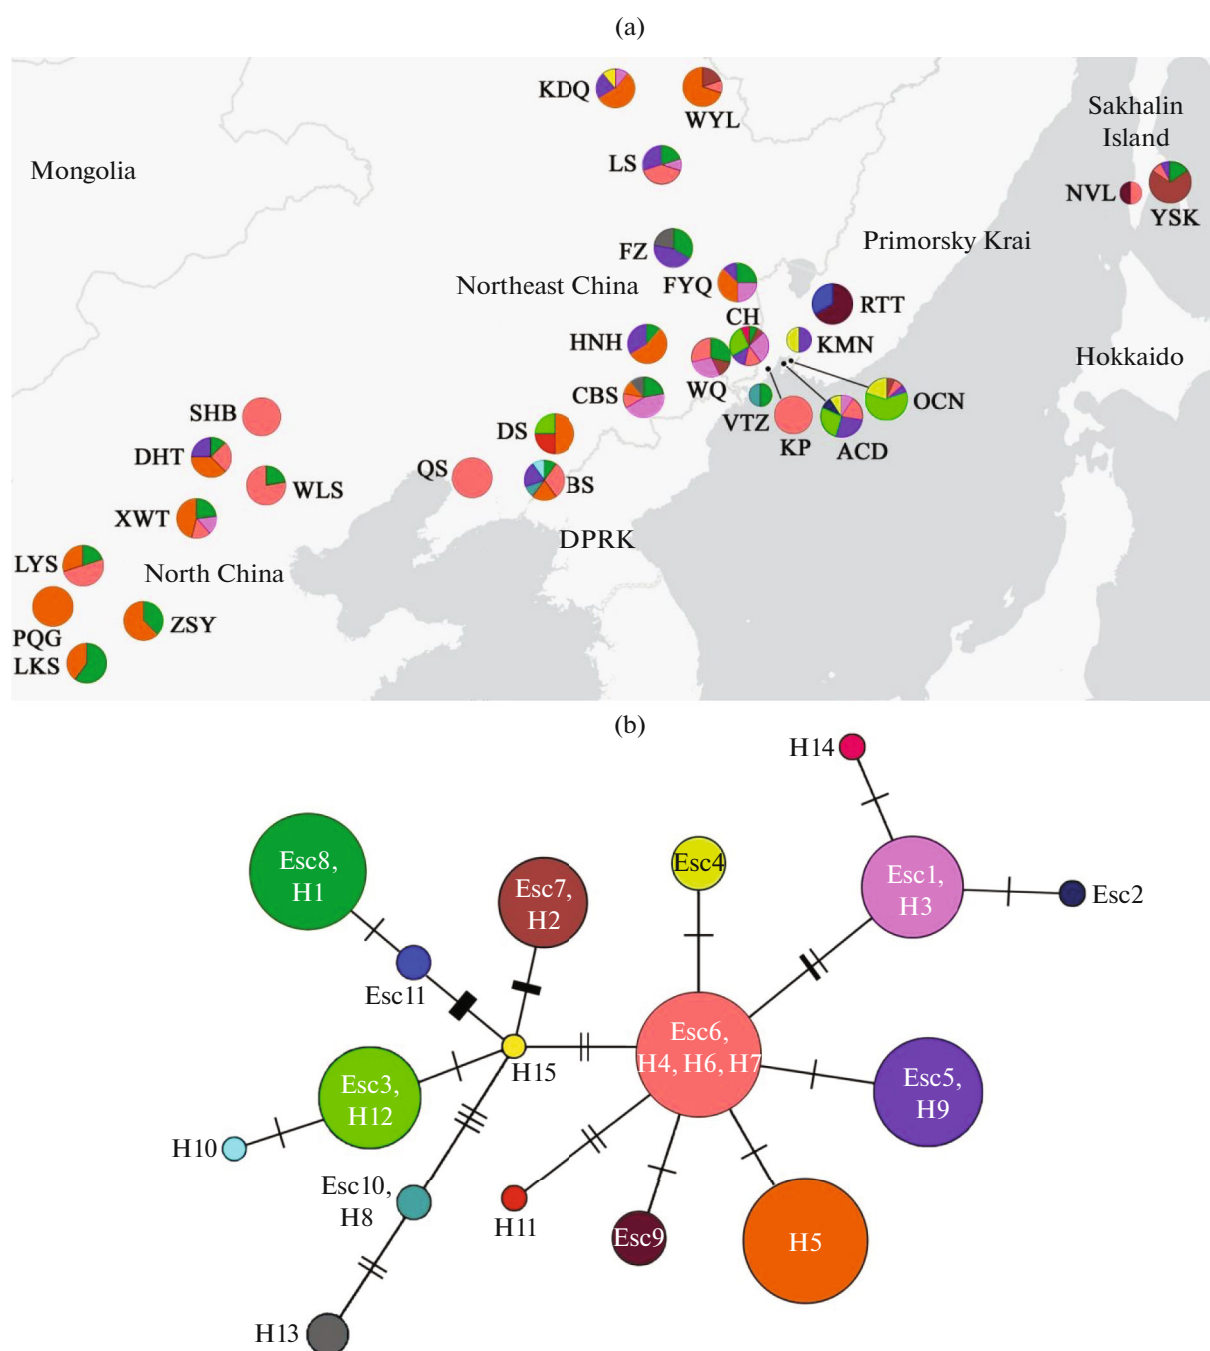 (a)
KDQ
WYL
Sakhalin
Island
Mongolia
LS
NVL
YSK
Primorsky Krai
FZ
Northeast China
FYQ
RTT
CH
HNH
KMN
WQ
Hokkaido
CBS
VTZ
OCN
SHB
KP
ACD
DS
DHT
QS
WLS
BS
XWT
DPRK
LYS
North China
PQG
ZSY
LKS
(b)
H14
Esc8,
H1
Esc7,
H2
Esc4
Esc1,
H3
Esc2
Esc11
Esc6,
H4, H6, H7
H15
Esc3,
H12
Esc5,
H9
H10
Esc10,
H8
H11
Esc9
H5
H13